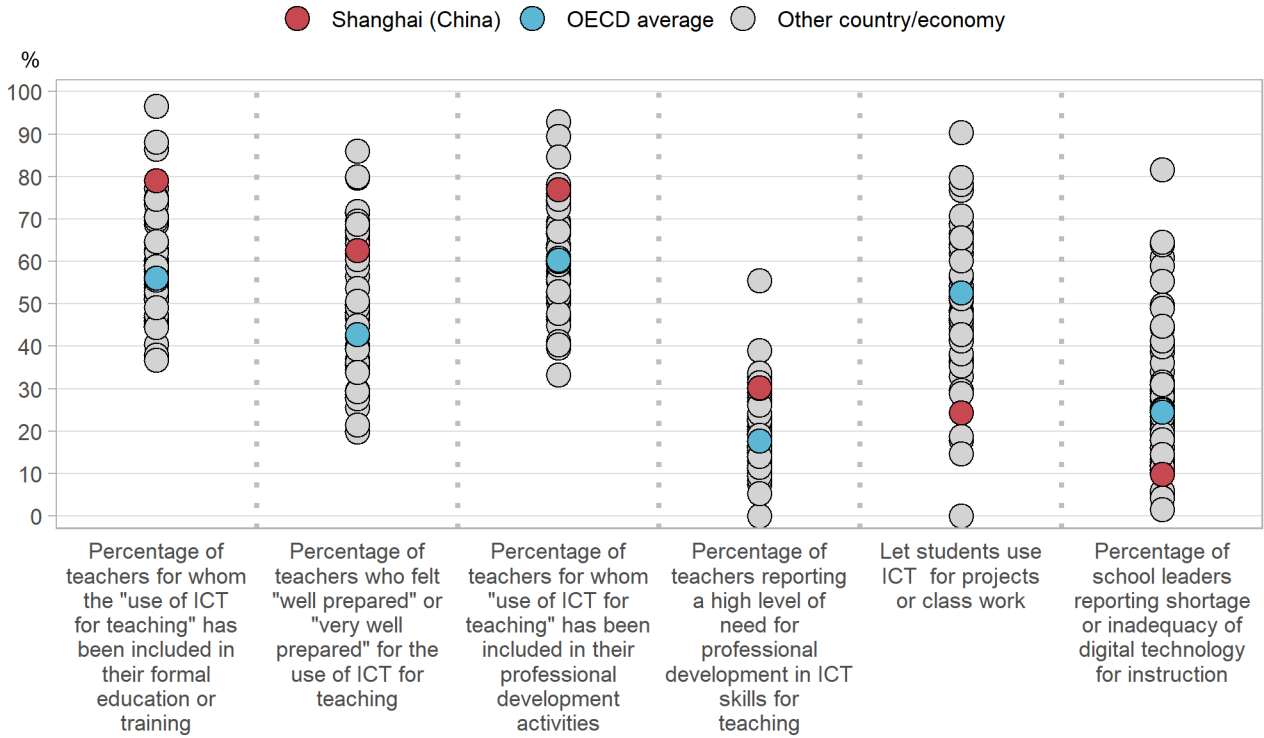 Shanghai (China) OECD average Other country/economy
%
100
90
80
70
60
50
40
30
20
10
0
Percentage of
teachers for whom
the "use of ICT
for teaching" has
been included in
their formal
education or
training
Percentage of
teachers who felt
"well prepared" or
"very well
prepared" for the
use of ICT for
teaching
Percentage of
teachers for whom
"use of ICT for
teaching" has been
included in their
professional
development
activities
Percentage of
teachers reporting
a high level of
need for
professional
development in ICT
skills for
teaching
Let students use
ICT for projects
or class work
Percentage of
school leaders
reporting shortage
or inadequacy of
digital technology
for instruction